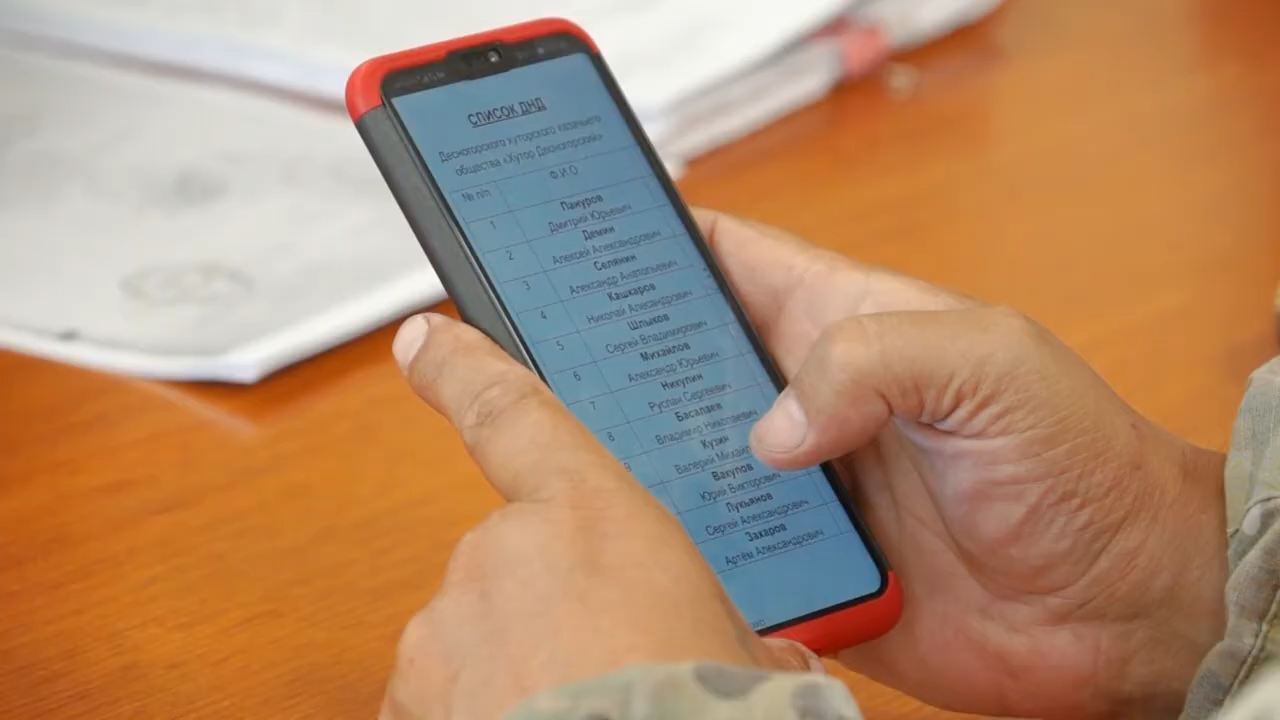 СПИСОК ДНД
Десногорского хуторского казачьего
общества «Хутор Десногорский»
№ п/п Ф.И.О
Пануров
1 Дмитрий Юрьевич
Демин
2 Алексей Александрович
Селянин
3 Александр Анатольевич
Кашкаров
4 Николай Алесандрович
Шлыков
5 Сергей Владимирович
Михайлов
6 Александр Юрьевич
Никулин
7 Руслан Сергеевич
Басалаев
8 Владимир Николаевич
Кузин
9 Валерий
Вакулов
Юрий Викторович
Лукьянов
Сергей Александрович
Захаров
Артём Александрович